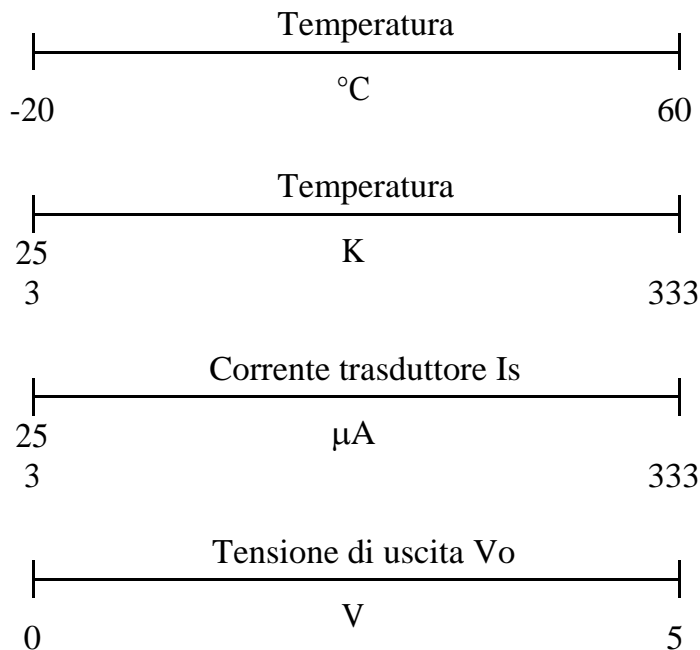 Temperatura
°C
-20 60
Temperatura
25 K
3 333
Corrente trasduttore Is
25 μA
3 333
Tensione di uscita Vo
V
0 5